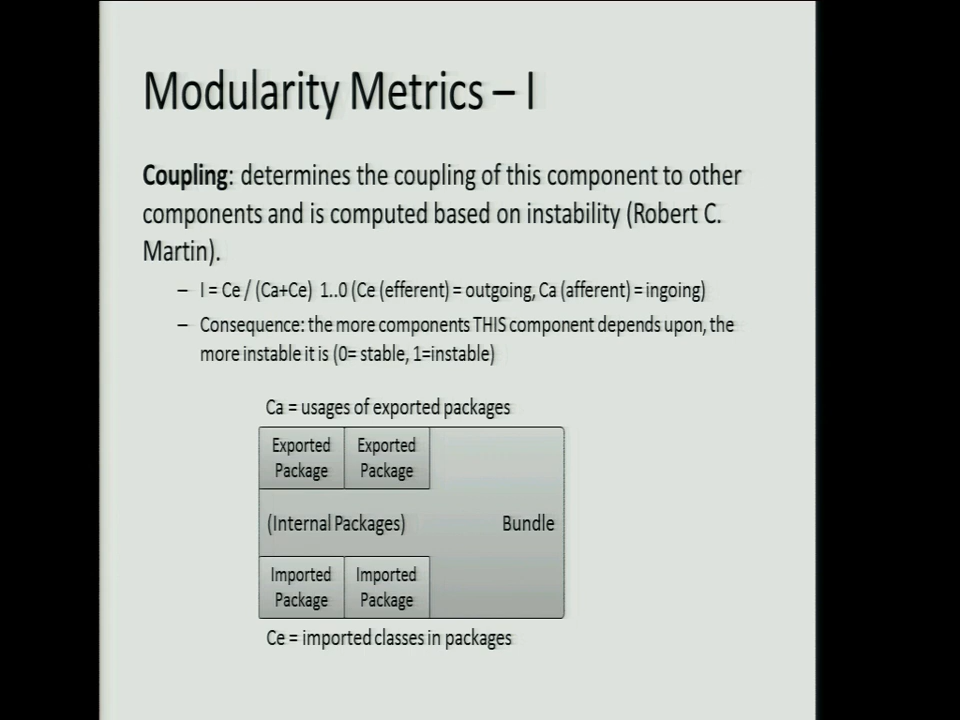 Modularity Metrics – I
Coupling: determines the coupling of this component to other
components and is computed based on instability (Robert C.
Martin).
– I = Ce / (Ca+Ce) 1..0 (Ce (efferent) = outgoing, Ca (afferent) = ingoing)
– Consequence: the more components THIS component depends upon, the
more instable it is (0= stable, 1=instable)
Ca = usages of exported packages
Exported Exported
Package Package
(Internal Packages) Bundle
Imported Imported
Package Package
Ce = imported classes in packages